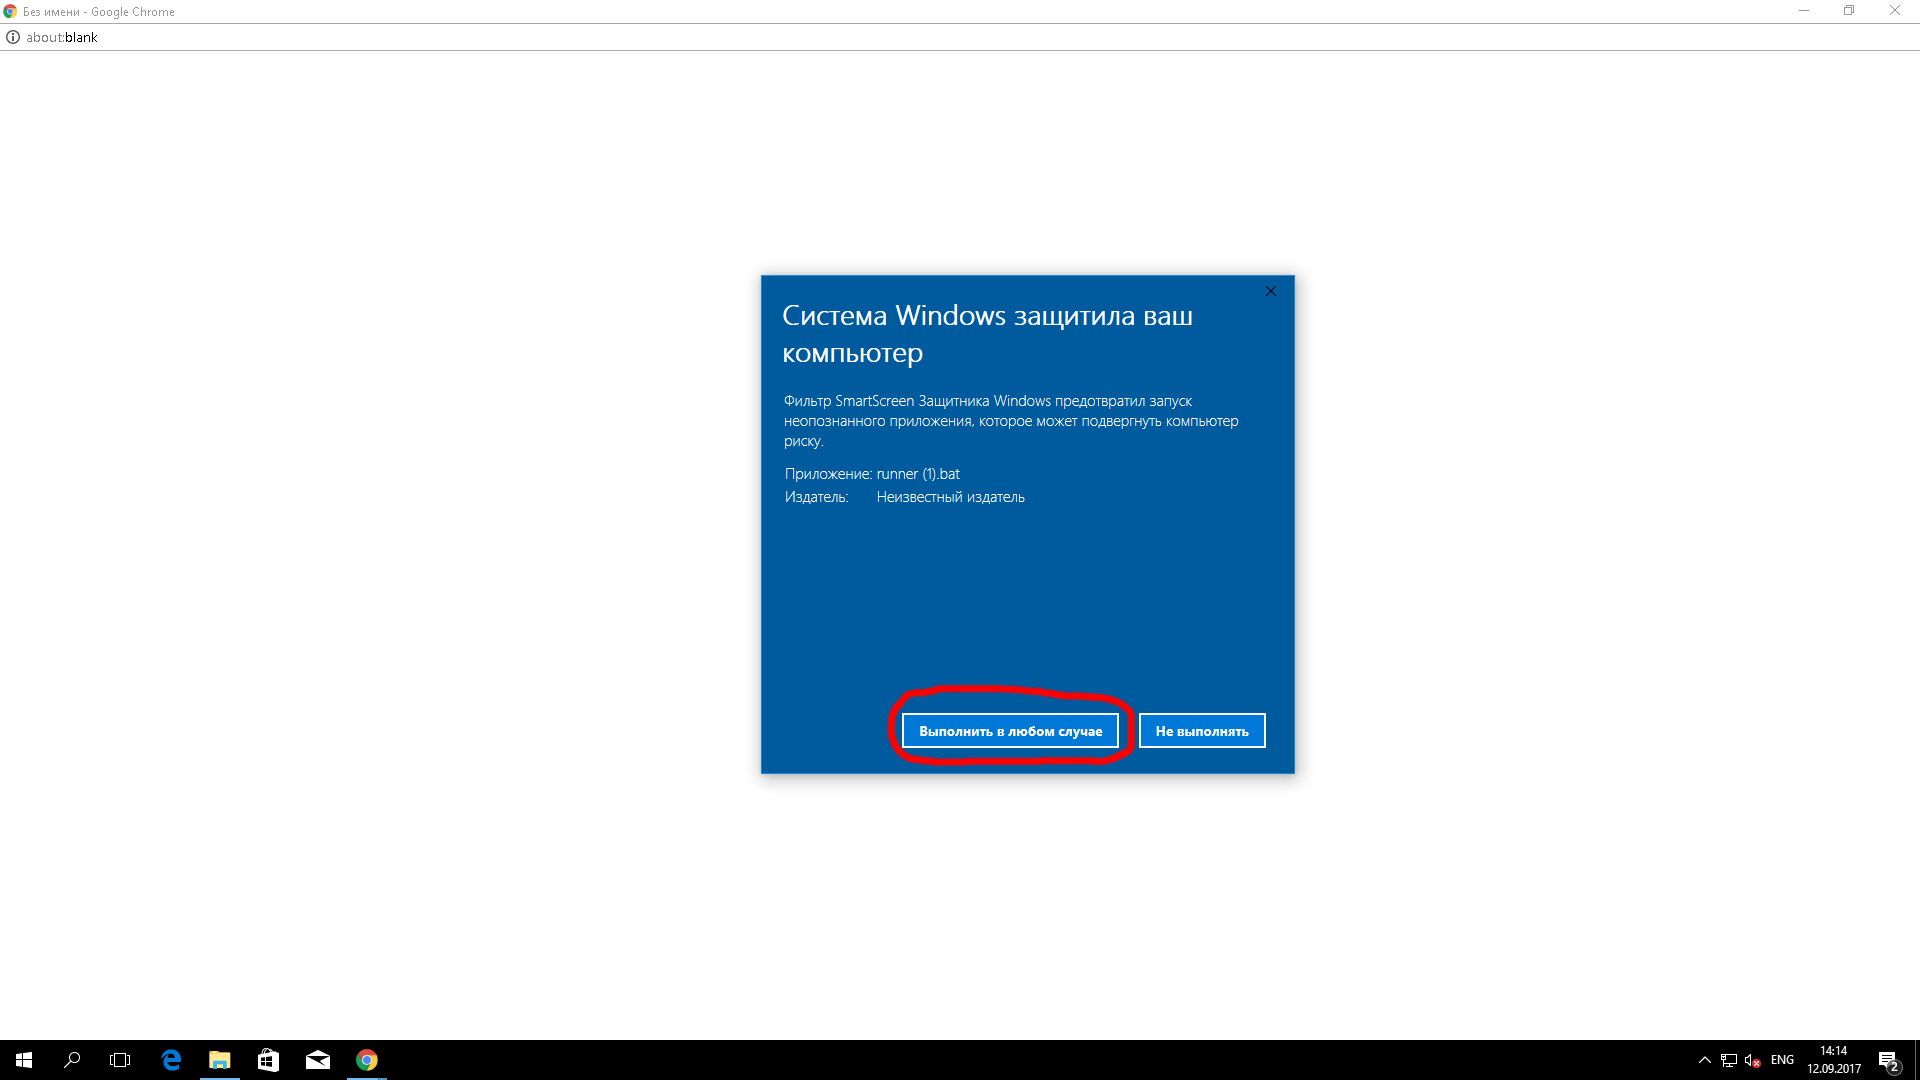 Без имени - Google Chrome
about:blank
Система Windows защитила ваш
компьютер
Фильтр SmartScreen Защитника Windows предотвратил запуск
неопознанного приложения, которое может подвергнуть компьютер
риску.
Приложение: runner (1).bat
Издатель: Неизвестный издатель
Выполнить в любом случае
Не выполнять
ENG
14:14
12.09.2017
2